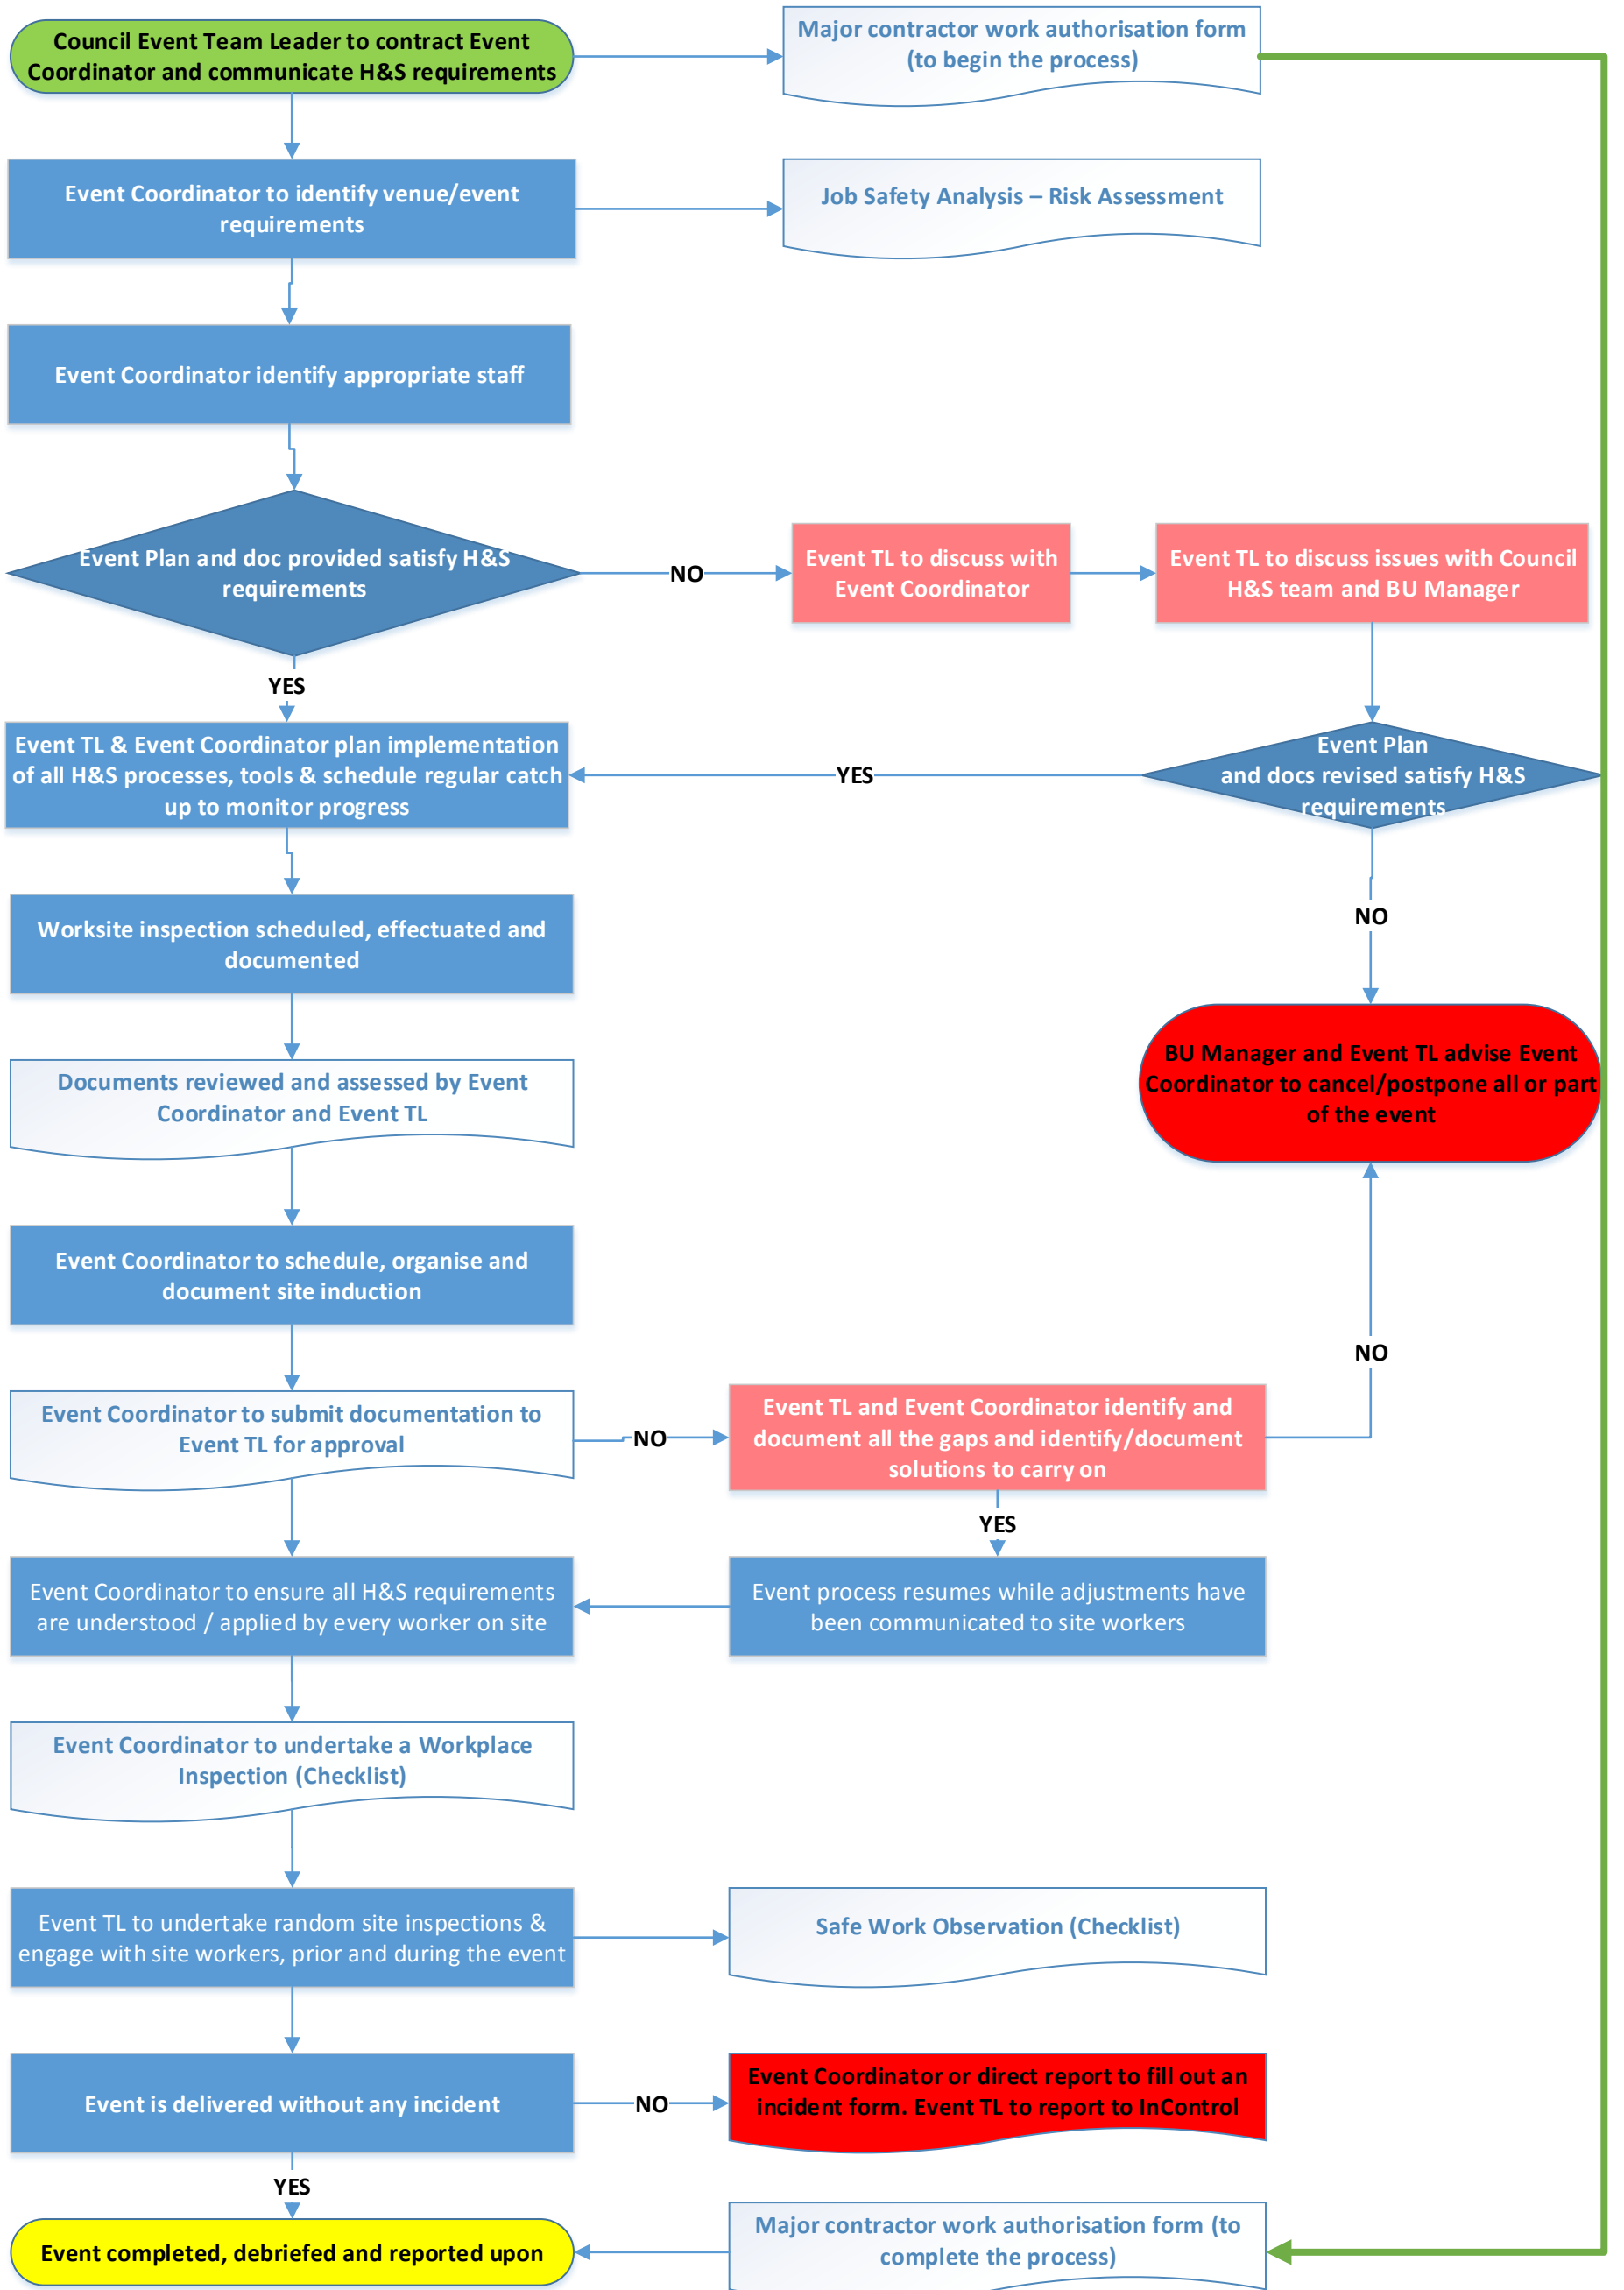 Council Event Team Leader to contract Event
Coordinator and communicate H&S requirements
Major contractor work authorisation form
(to begin the process)
Event Coordinator to identify venue/event
requirements
Job Safety Analysis – Risk Assessment
Event Coordinator identify appropriate staff
Event Plan and doc provided satisfy H&S
requirements
NO
Event TL to discuss with
Event Coordinator
Event TL to discuss issues with Council
H&S team and BU Manager
YES
Event TL & Event Coordinator plan implementation
of all H&S processes, tools & schedule regular catch
up to monitor progress
YES
Event Plan
and docs revised satisfy H&S
requirements
NO
Worksite inspection scheduled, effectuated and
documented
BU Manager and Event TL advise Event
Coordinator to cancel/postpone all or part
of the event
Documents reviewed and assessed by Event
Coordinator and Event TL
Event Coordinator to schedule, organise and
document site induction
NO
Event Coordinator to submit documentation to
Event TL for approval
NO
Event TL and Event Coordinator identify and
document all the gaps and identify/document
solutions to carry on
YES
Event Coordinator to ensure all H&S requirements
are understood / applied by every worker on site
Event process resumes while adjustments have
been communicated to site workers
Event Coordinator to undertake a Workplace
Inspection (Checklist)
Event TL to undertake random site inspections &
engage with site workers, prior and during the event
Safe Work Observation (Checklist)
Event is delivered without any incident
NO
Event Coordinator or direct report to fill out an
incident form. Event TL to report to InControl
YES
Event completed, debriefed and reported upon
Major contractor work authorisation form (to
complete the process)